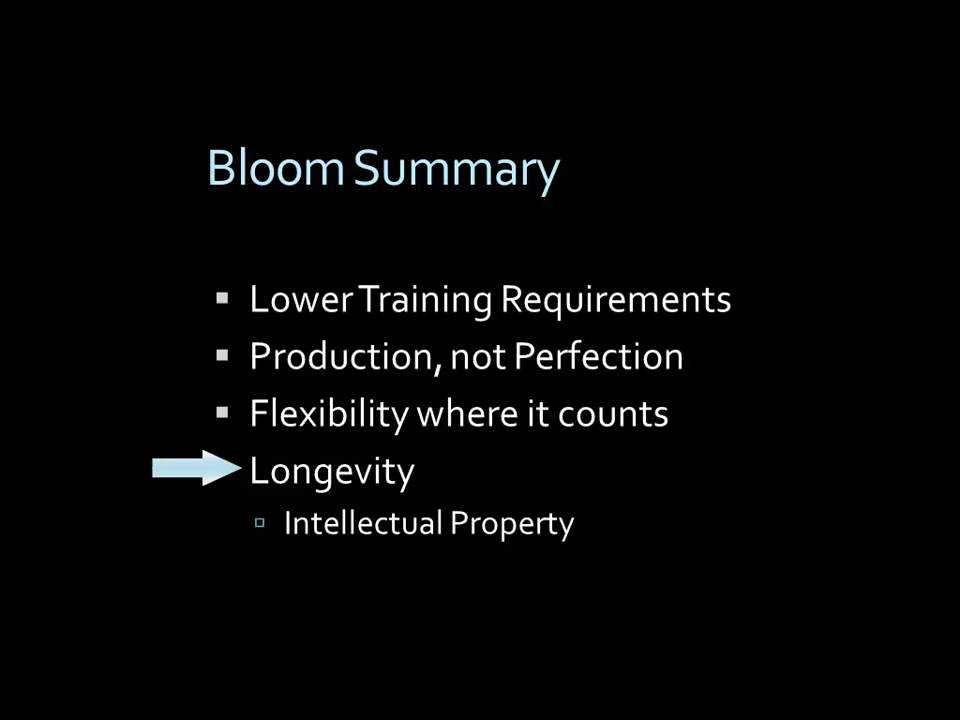 Bloom Summary
Lower Training Requirements
Production, not Perfection
Flexibility where it counts
Longevity
Intellectual Property